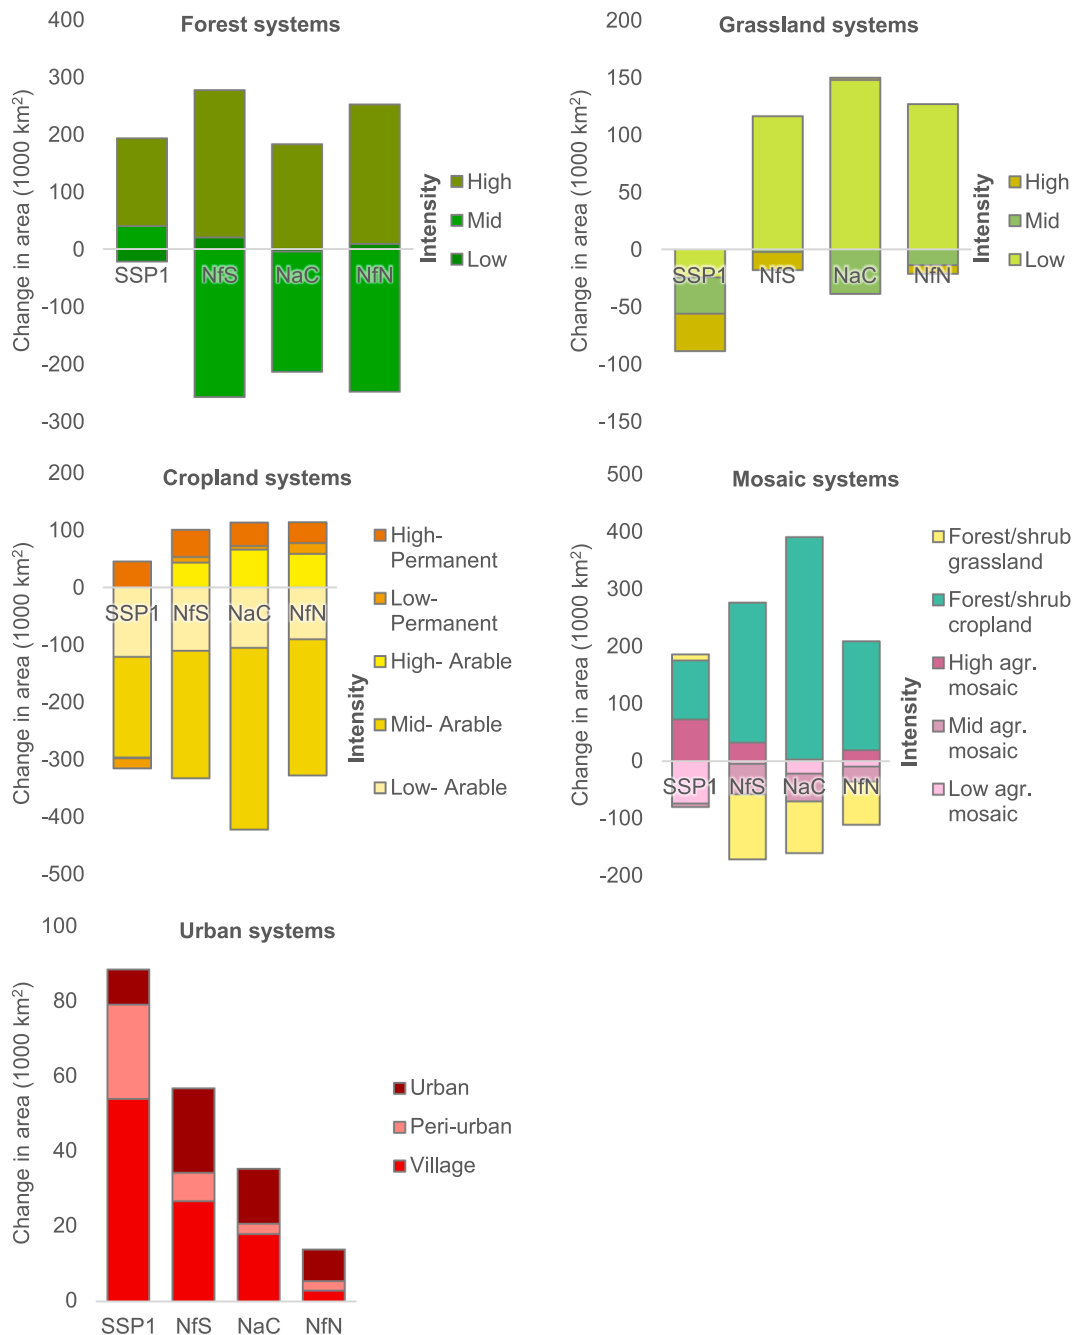 Forest systems
Change in area (1000 km²)
400
300
200
100
0
-100
-200
-300
SSP1
NfS
NaC
NfN
Intensity
High
Mid
Low
Grassland systems
Change in area (1000 km²)
200
150
100
50
0
-50
-100
-150
SSP1
NfS
NaC
NfN
Intensity
High
Mid
Low
Cropland systems
Change in area (1000 km²)
200
100
0
-100
-200
-300
-400
-500
SSP1
NfS
NaC
NfN
Intensity
High-
Permanent
Low-
Permanent
High- Arable
Mid- Arable
Low- Arable
Mosaic systems
Change in area (1000 km²)
500
400
300
200
100
0
-100
-200
SSP1
NfS
NaC
NfN
Intensity
Forest/shrub
grassland
Forest/shrub
cropland
High agr.
mosaic
Mid agr.
mosaic
Low agr.
mosaic
Urban systems
Change in area (1000 km²)
100
80
60
40
20
0
SSP1
NfS
NaC
NfN
Urban
Peri-urban
Village